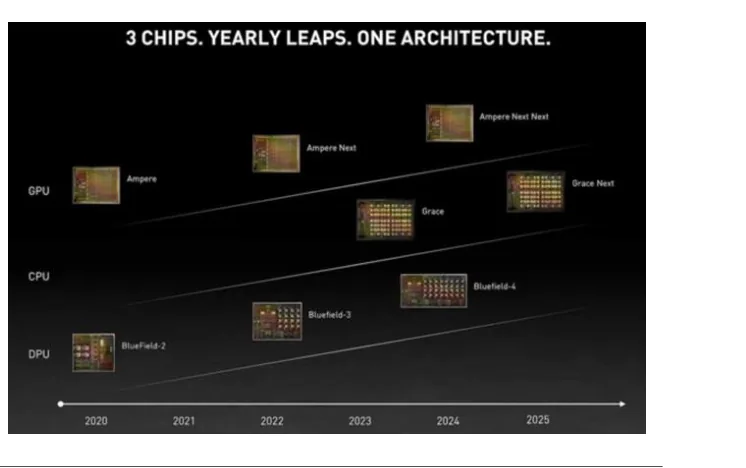 3 CHIPS. YEARLY LEAPS. ONE ARCHITECTURE.
Ampere Next Next
Ampere Next
Ampere
GPU
Grace Next
Grace
CPU
Bluefield-4
Bluefield-3
BlueField-2
DPU
2020 2021 2022 2023 2024 2025